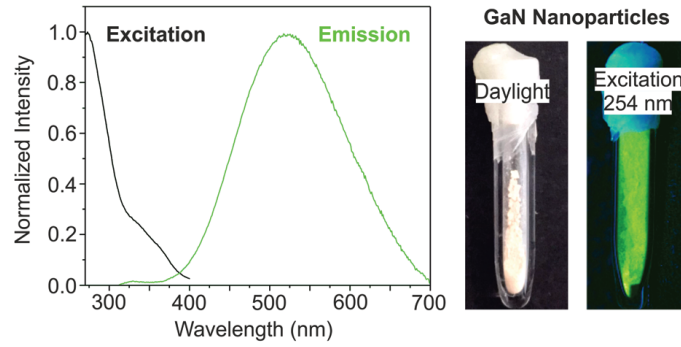 GaN Nanoparticles
Excitation
Emission
Daylight
Excitation
254 nm
Normalized Intensity
1.0
0.8
0.6
0.4
0.2
0.0
300
400
500
600
700
Wavelength (nm)